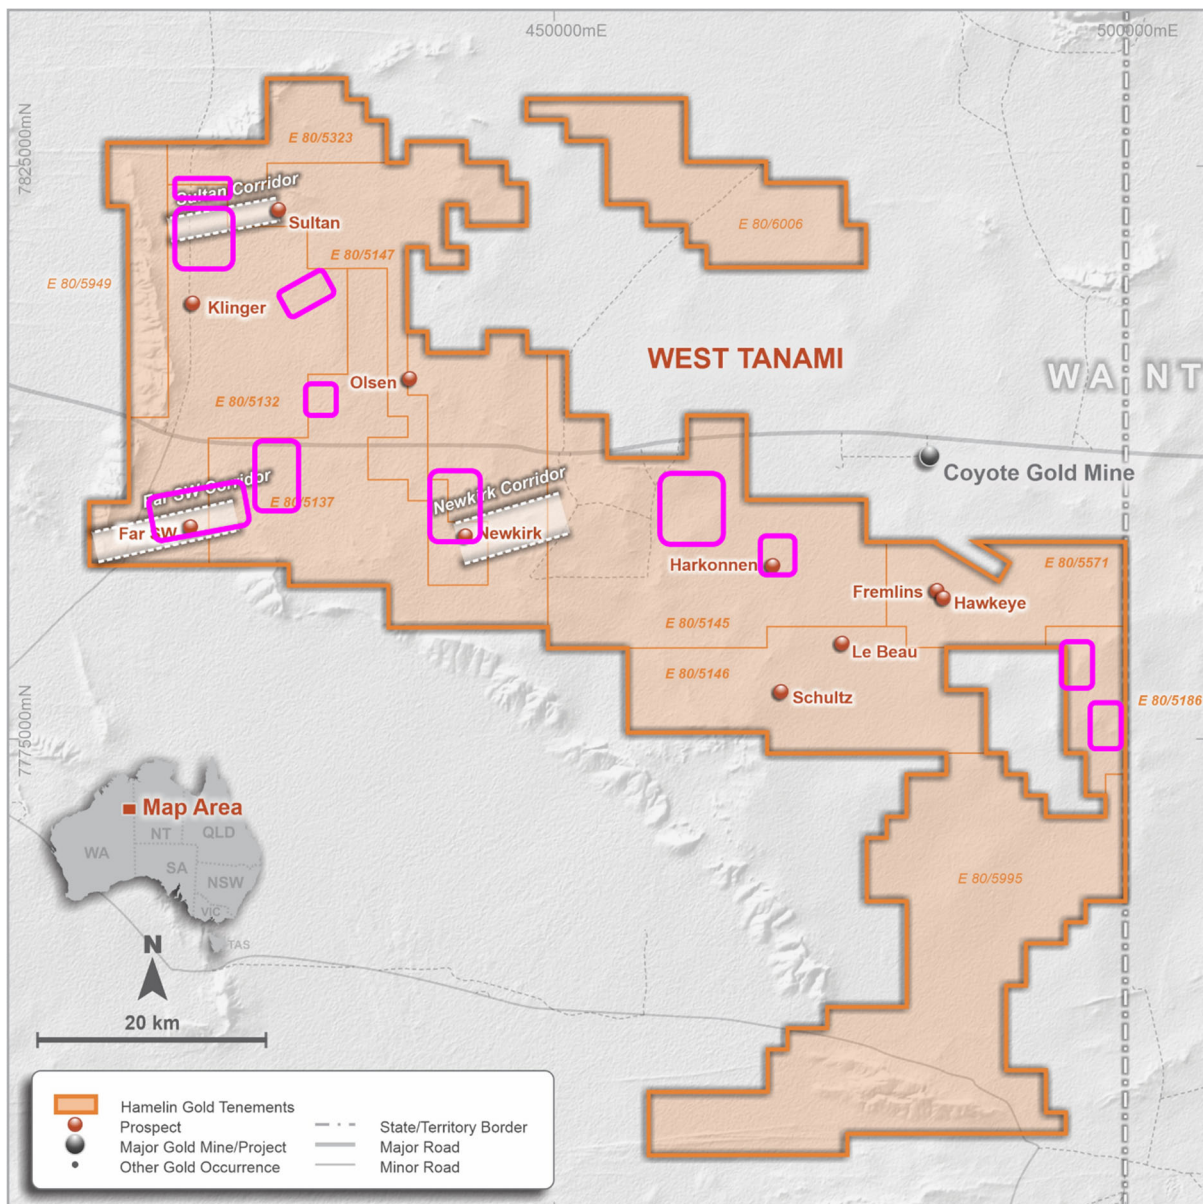 450000mE
500000mE
7825000mN
E 80/5323
Sultan Corridor
Sultan
E 80/6006
E 80/5147
E 80/5949
Klinger
WEST TANAMI
WA
NT
Olsen
E 80/5132
Coyote Gold Mine
Far SW Corridor
Newkirk Corridor
E 80/5137
Far SW
Newkirk
Harkonnen
E 80/5571
Fremlins
Hawkeye
E 80/5145
Le Beau
E 80/5146
Schultz
E 80/5186
7775000mN
Map Area
NT
QLD
WA
SA
NSW
VIC
TAS
E 80/5995
N
20 km
Hamelin Gold Tenements
Prospect
Major Gold Mine/Project
Other Gold Occurrence
State/Territory Border
Major Road
Minor Road